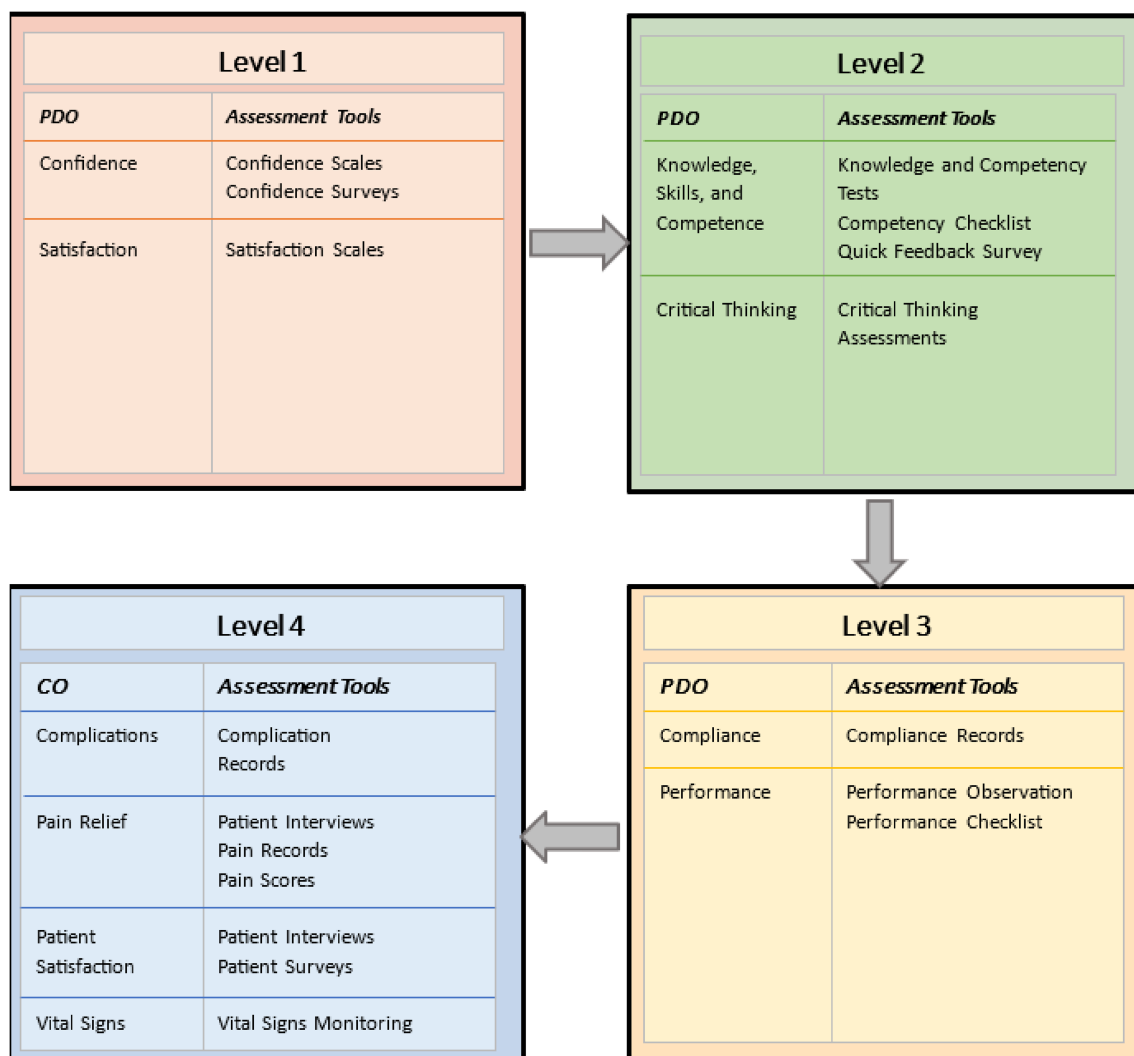 Level 1
PDO Assessment Tools
Confidence Confidence Scales
Confidence Surveys
Satisfaction Satisfaction Scales
Level 2
PDO Assessment Tools
Knowledge, Knowledge and Competency
Skills, and Tests
Competence Competency Checklist
Quick Feedback Survey
Critical Thinking Critical Thinking
Assessments
Level 3
PDO Assessment Tools
Compliance Compliance Records
Performance Performance Observation
Performance Checklist
Level 4
CO Assessment Tools
Complications Complication
Records
Pain Relief Patient Interviews
Pain Records
Pain Scores
Patient Patient Interviews
Satisfaction Patient Surveys
Vital Signs Vital Signs Monitoring